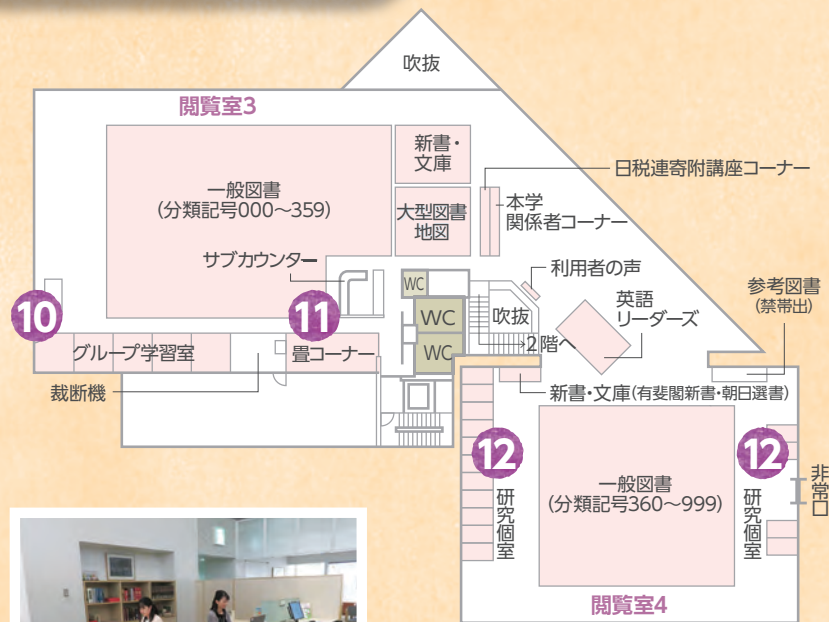 吹抜
閲覧室3
新書・
文庫
一般図書
(分類記号000〜359)
大型図書
地図
日税連寄附講座コーナー
本学
関係者コーナー
サブカウンター
利用者の声
WC
WC
WC
吹抜
2階へ
英語
リーダーズ
参考図書
(禁帯出)
10
11
グループ学習室
畳コーナー
裁断機
新書・文庫(有斐閣新書・朝日選書)
12
研究個室
一般図書
(分類記号360〜999)
12
研究個室
非常口
閲覧室4